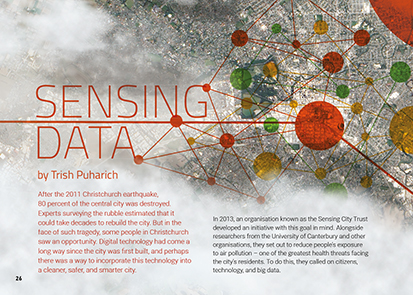 SENSING
DATA
by Trish Puharich
After the 2011 Christchurch earthquake,
80 percent of the central city was destroyed.
Experts surveying the rubble estimated that it
could take decades to rebuild the city. But in the
face of such tragedy, some people in Christchurch
saw an opportunity. Digital technology had come a
long way since the city was first built, and perhaps
there was a way to incorporate this technology into
a cleaner, safer, and smarter city.
In 2013, an organisation known as the Sensing City Trust
developed an initiative with this goal in mind. Alongside
researchers from the University of Canterbury and other
organisations, they set out to reduce people's exposure
to air pollution – one of the greatest health threats facing
the city's residents. To do this, they called on citizens,
technology, and big data.
26